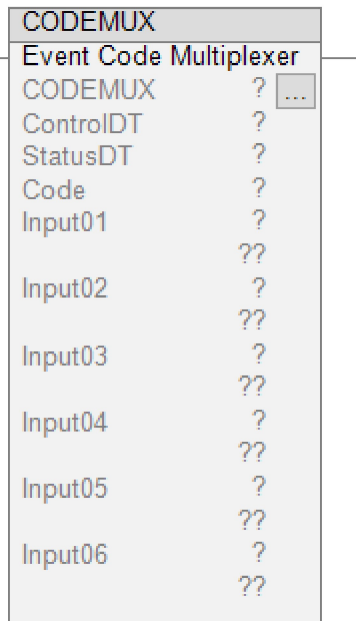 CODEMUX
Event Code Multiplexer
CODEMUX ? ...
ControlDT ?
StatusDT ?
Code ?
Input01 ?
??
Input02 ?
??
Input03 ?
??
Input04 ?
??
Input05 ?
??
Input06 ?
??